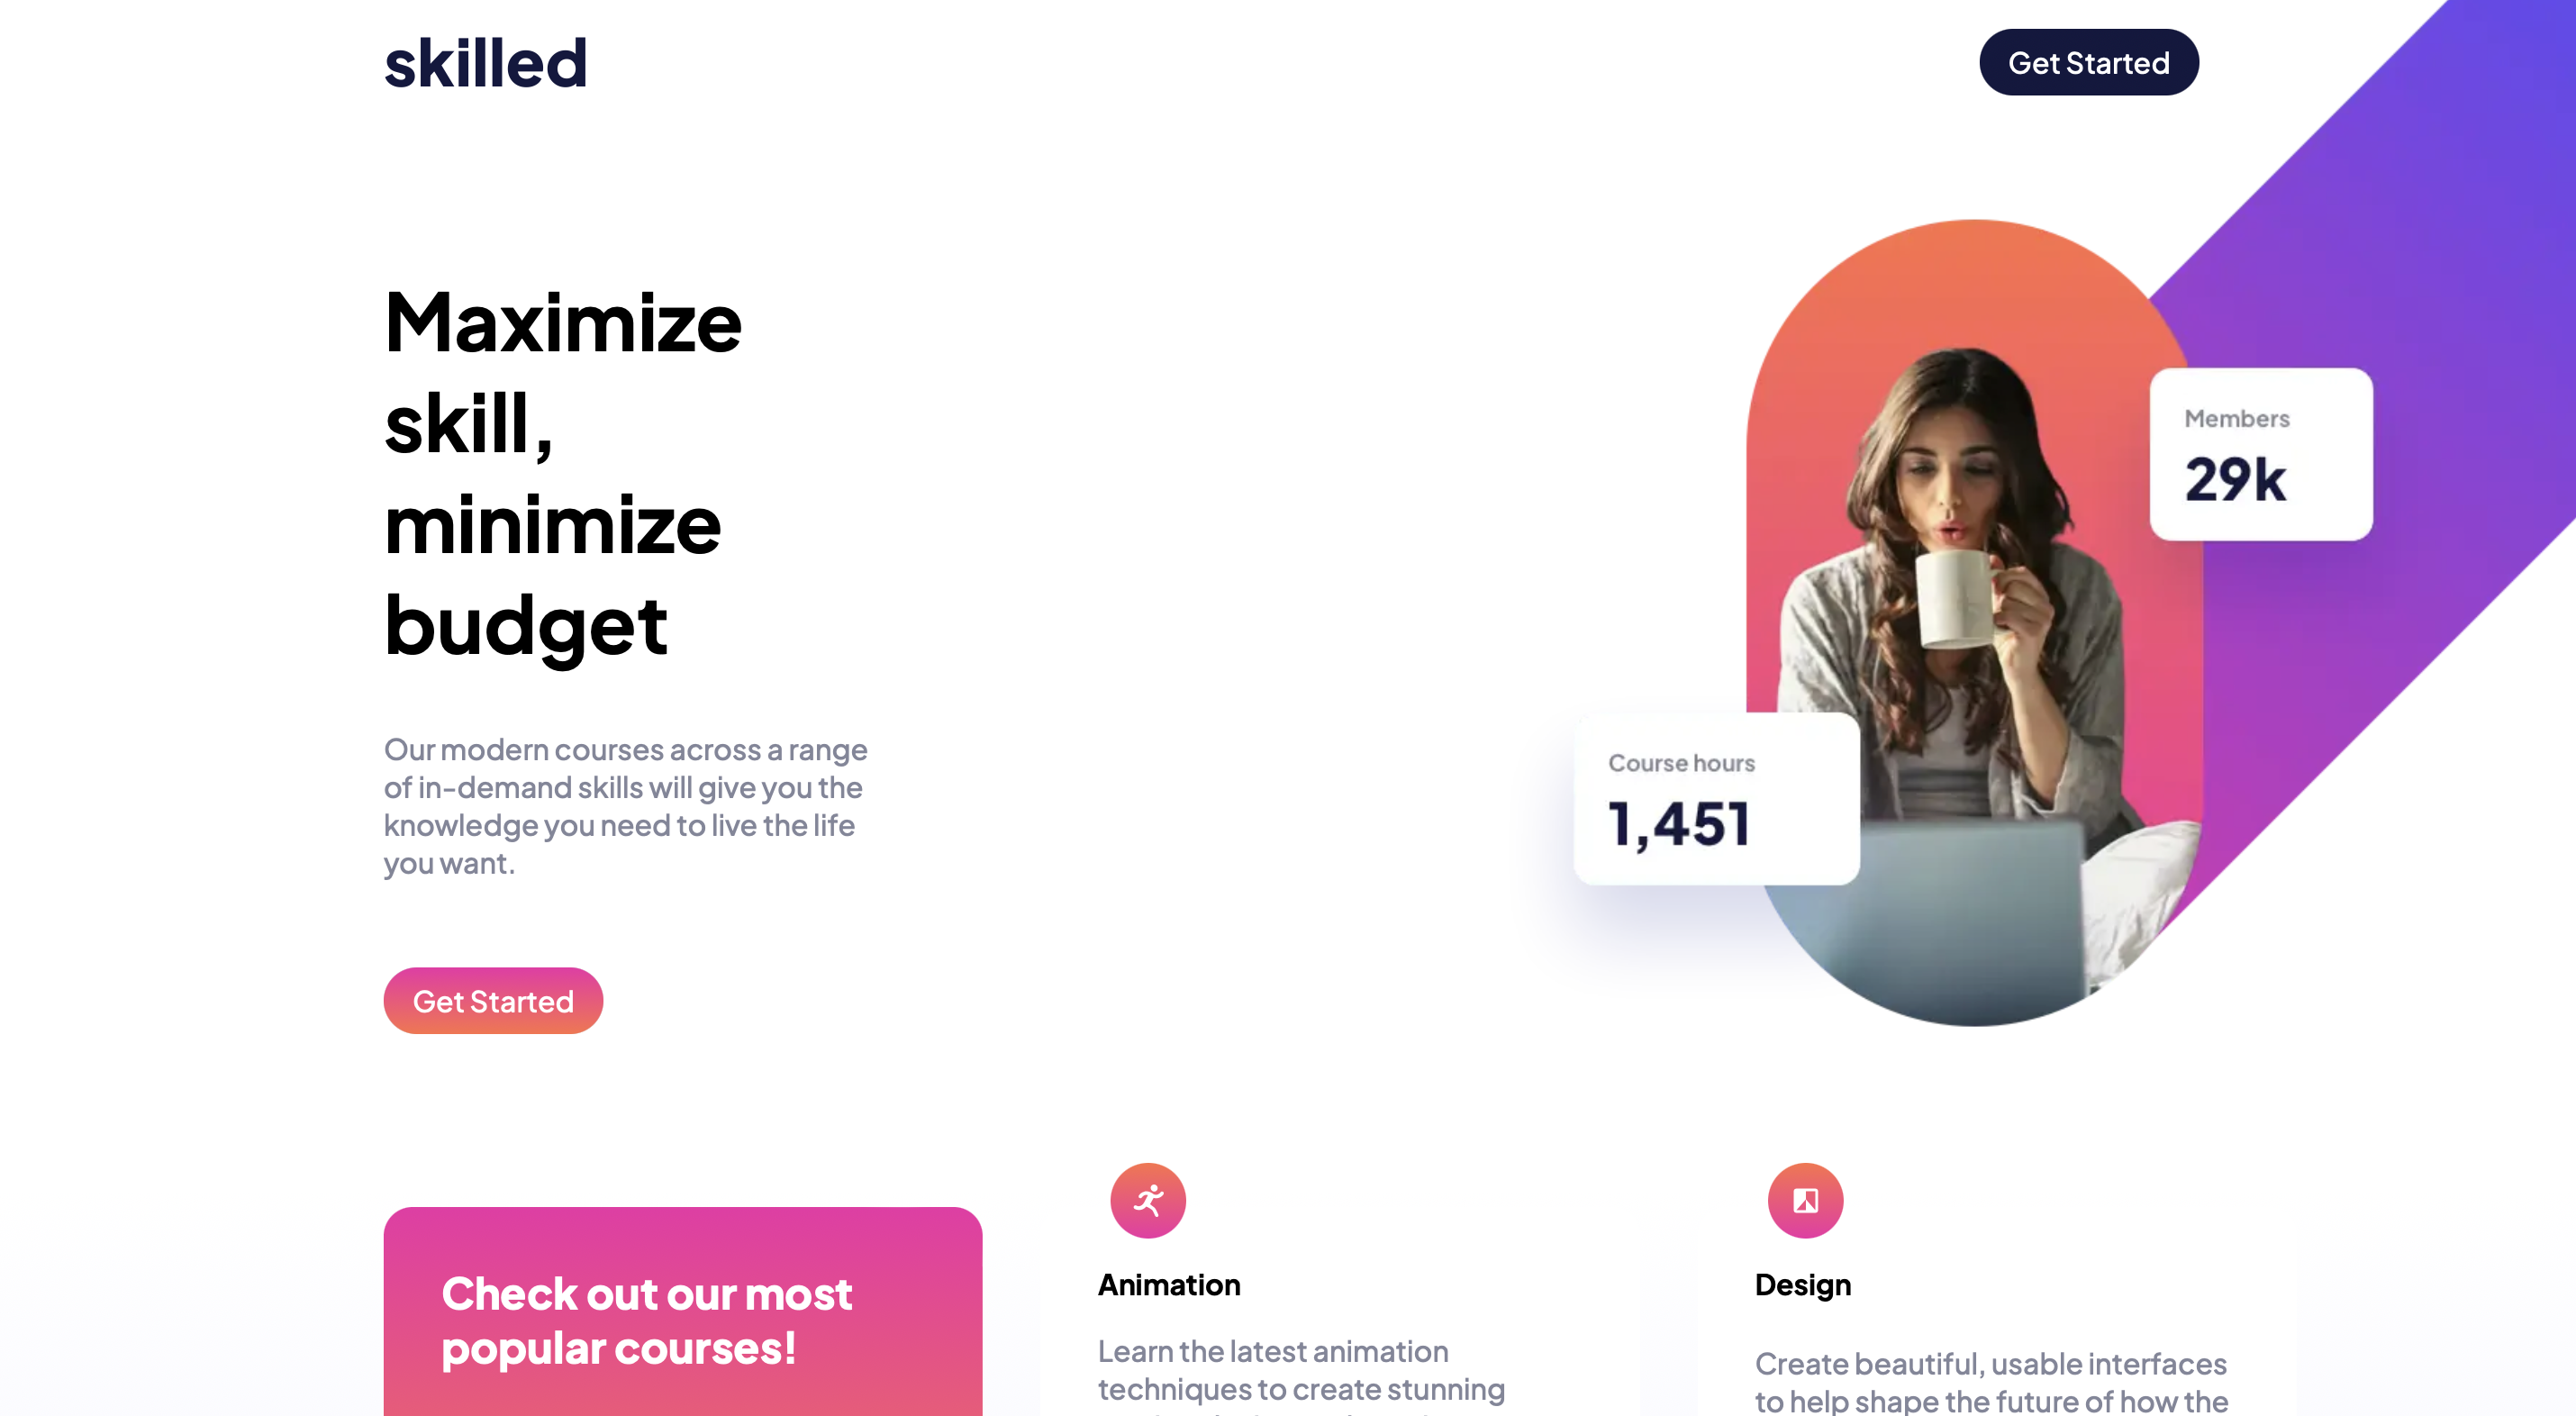 skilled
Get Started
Maximize
skill,
minimize
budget
Our modern courses across a range
of in-demand skills will give you the
knowledge you need to live the life
you want.
Get Started
Members
29k
Course hours
1,451
Check out our most
popular courses!
Animation
Learn the latest animation
techniques to create stunning
Design
Create beautiful, usable interfaces
to help shape the future of how the